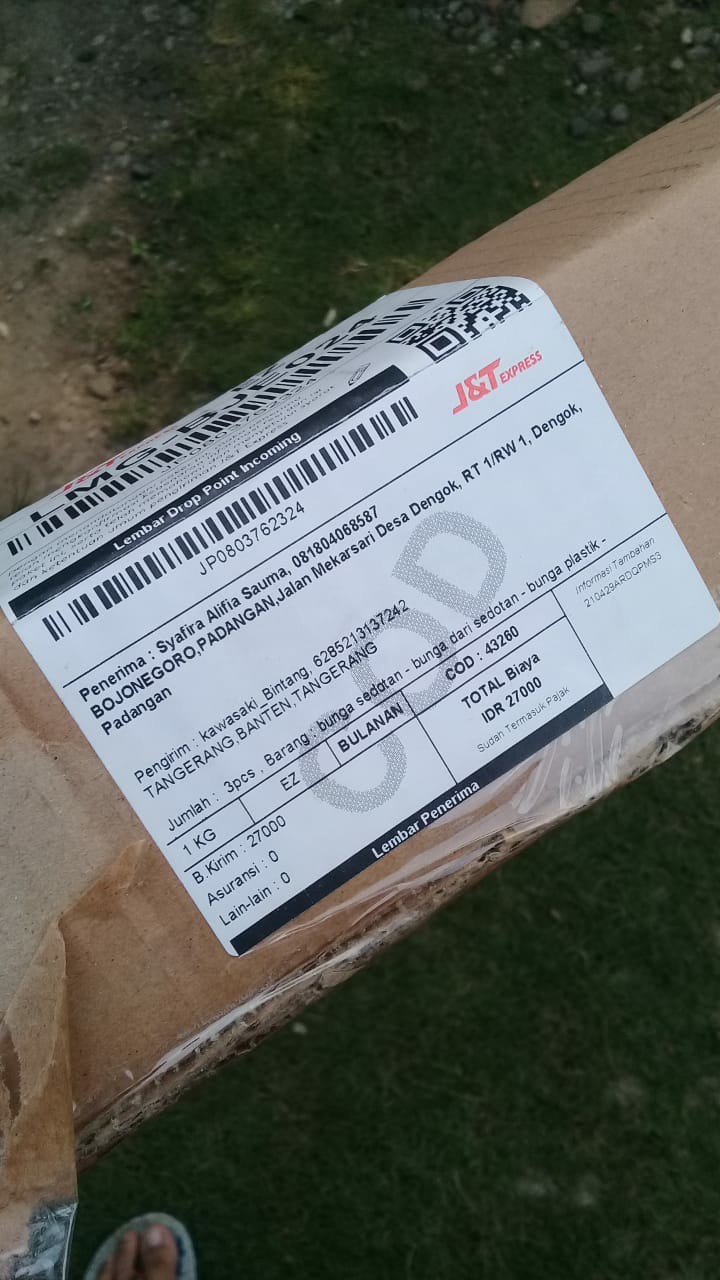 Lembar Drop Point Incoming
J&T EXPRESS
JP0803762324
Penerima : Syafira Alifia Sauma, 081804068587
BOJONEGORO,PADANGAN,Jalan Mekarsari Desa Dengok, RT 1/RW 1, Dengok,
Padangan
COD
Pengirim : kawasaki_Bintang, 6285213137242
TANGERANG,BANTEN,TANGERANG
Jumlah : 3pcs , Barang : bunga sedotan - bunga dari sedotan - bunga plastik -
Informasi Tambahan
210429ARDQPMS3
1 KG
EZ
BULANAN
COD : 43260
B.Kirim : 27000
Asuransi : 0
Lain-lain : 0
TOTAL Biaya
IDR 27000
Sudah Termasuk Pajak
Lembar Penerima